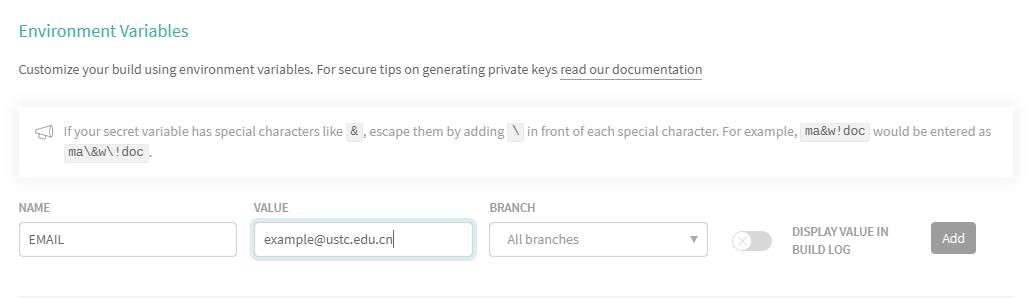 Environment Variables
Customize your build using environment variables. For secure tips on generating private keys read our documentation
If your secret variable has special characters like & , escape them by adding \ in front of each special character. For example, ma&w!doc would be entered as
ma\&w\!doc .
NAME VALUE BRANCH
EMAIL example@ustc.edu.cn All branches DISPLAY VALUE IN BUILD LOG Add